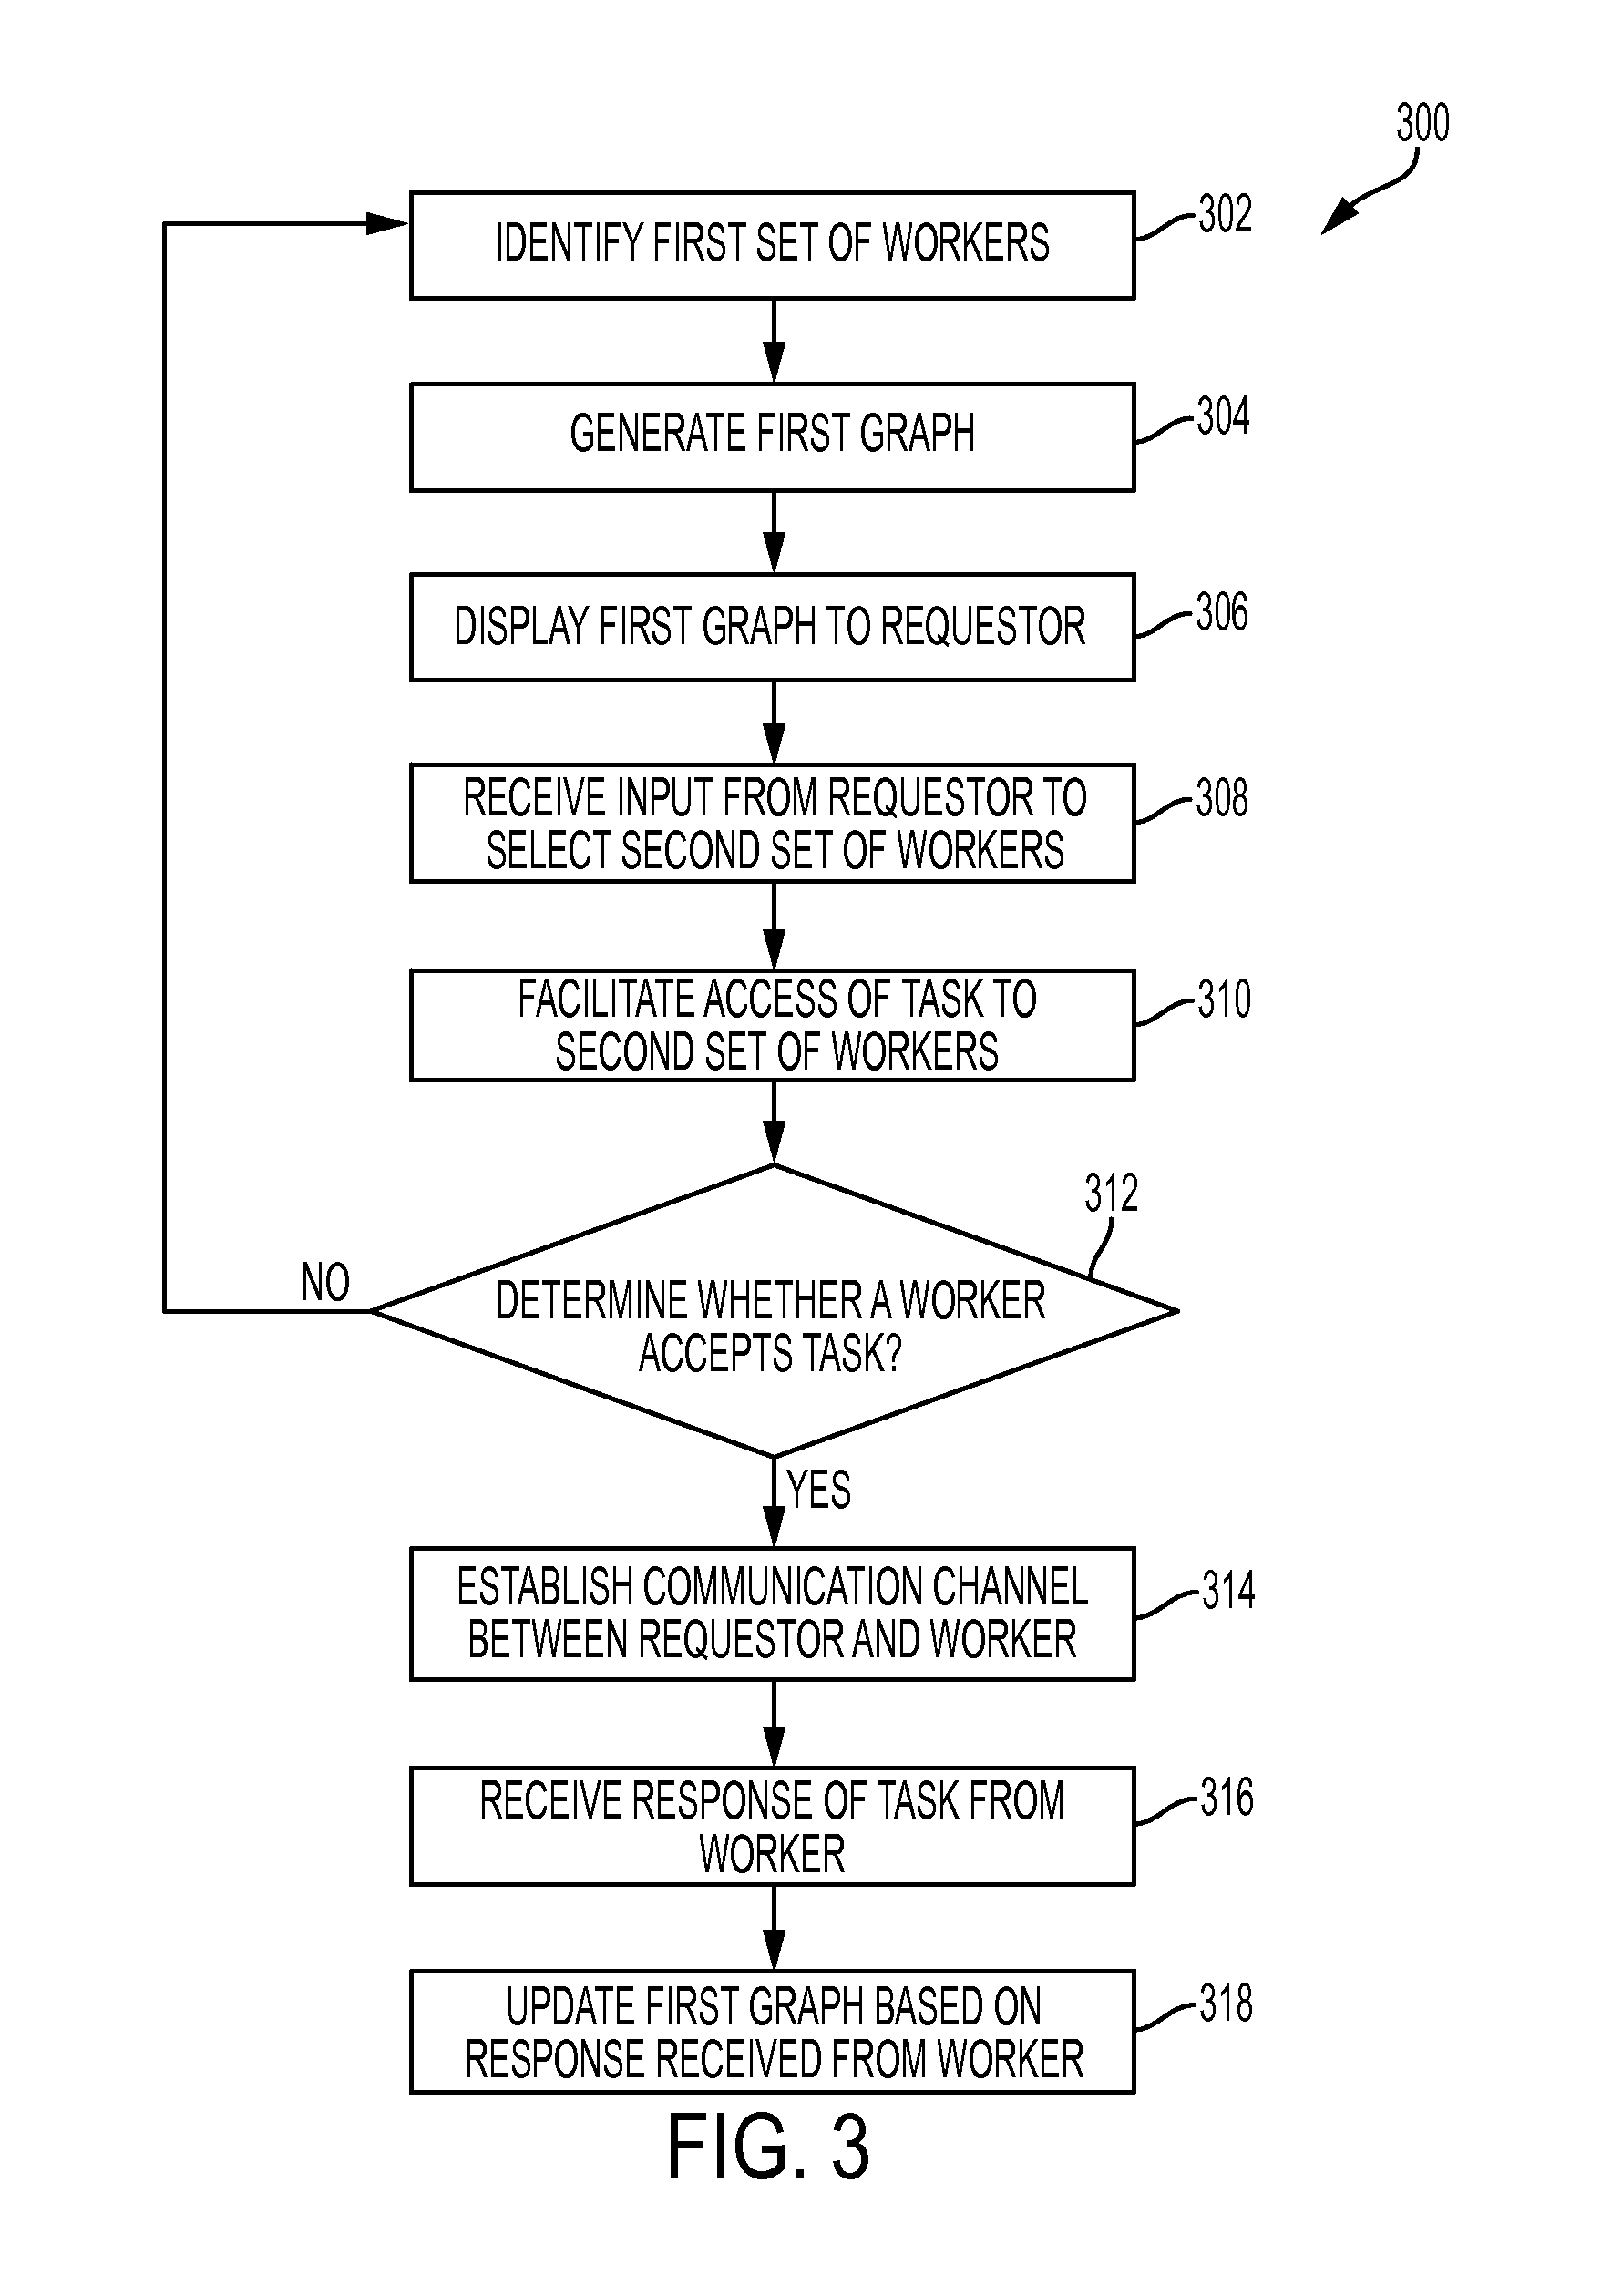 300
IDENTIFY FIRST SET OF WORKERS
302
GENERATE FIRST GRAPH
304
DISPLAY FIRST GRAPH TO REQUESTOR
306
RECEIVE INPUT FROM REQUESTOR TO
SELECT SECOND SET OF WORKERS
308
FACILITATE ACCESS OF TASK TO
SECOND SET OF WORKERS
310
312
NO
DETERMINE WHETHER A WORKER
ACCEPTS TASK?
YES
ESTABLISH COMMUNICATION CHANNEL
BETWEEN REQUESTOR AND WORKER
314
RECEIVE RESPONSE OF TASK FROM
WORKER
316
UPDATE FIRST GRAPH BASED ON
RESPONSE RECEIVED FROM WORKER
318
FIG. 3